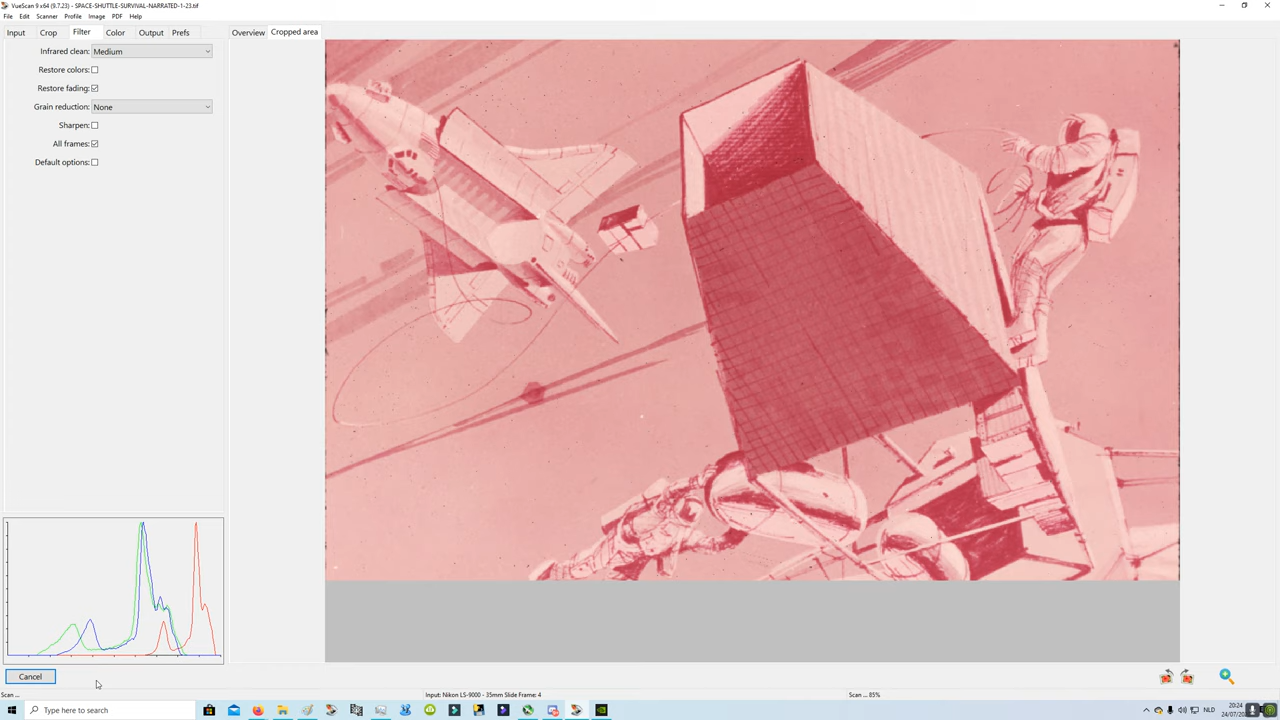 VueScan 9 x64 (9.7.23) - SPACE-SHUTTLE-SURVIVAL-NARRATED-1-23.tif
File Edit Scanner Profile Image PDF Help
Input Crop Filter Color Output Prefs
Overview Cropped area
Infrared clean: Medium
Restore colors:
Restore fading:
Grain reduction: None
Sharpen:
All frames:
Default options:
Cancel
Scan ... Input: Nikon LS-9000 - 35mm Slide Frame: 4 Scan ... 85%
Type here to search
NLD
20:24
24/07/20